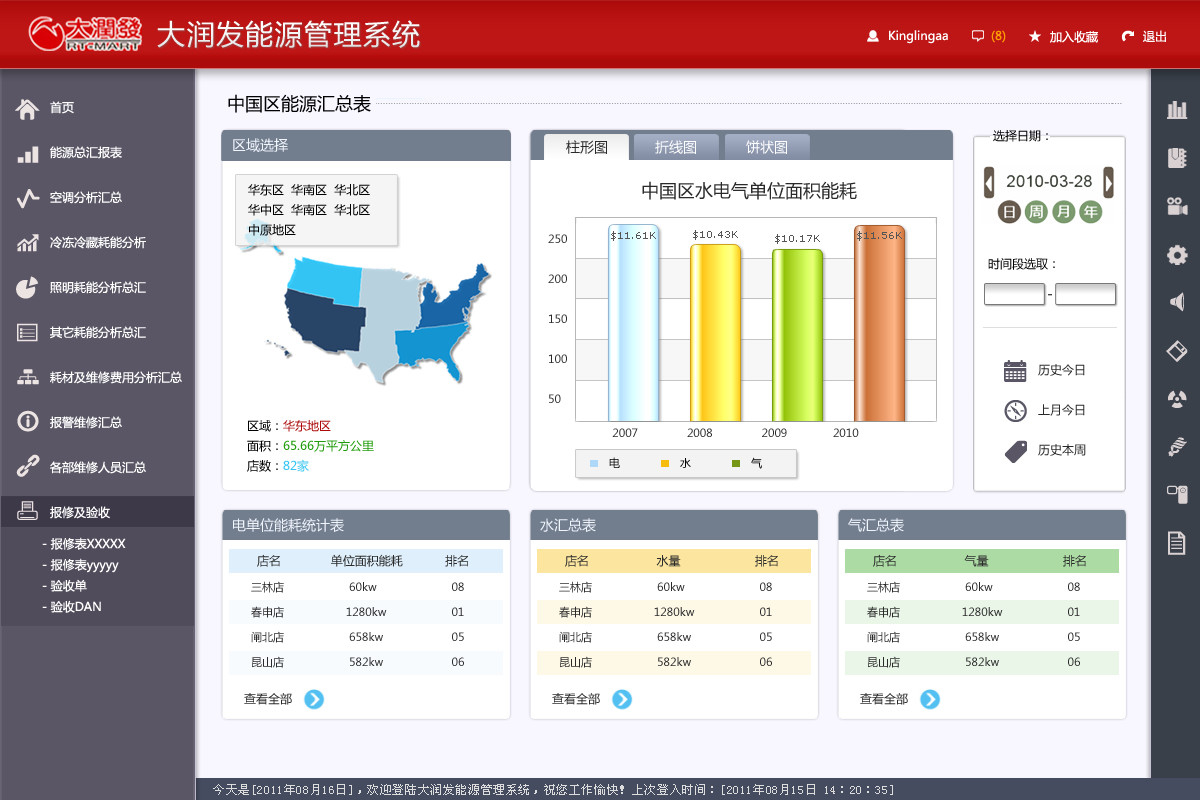 大潤發 RT-MART 大润发能源管理系统
Kinglingaa (8) 加入收藏 退出
首页
能源总汇报表
空调分析汇总
冷冻冷藏耗能分析
照明耗能分析总汇
其它耗能分析总汇
耗材及维修费用分析汇总
报警维修汇总
各部维修人员汇总
报修及验收
- 报修表XXXXX
- 报修表yyyyy
- 验收单
- 验收DAN
中国区能源汇总表
区域选择
华东区 华南区 华北区
华中区 华南区 华北区
中原地区
区域：华东地区
面积：65.66万平方公里
店数：82家
柱形图 折线图 饼状图
中国区水电气单位面积能耗
250
200
150
100
50
$11.61K $10.43K $10.17K $11.56K
2007 2008 2009 2010
电 水 气
选择日期：
2010-03-28
日 周 月 年
时间段选取：
-
历史今日
上月今日
历史本周
电单位能耗统计表
店名 单位面积能耗 排名
三林店 60kw 08
春申店 1280kw 01
闸北店 658kw 05
昆山店 582kw 06
查看全部
水汇总表
店名 水量 排名
三林店 60kw 08
春申店 1280kw 01
闸北店 658kw 05
昆山店 582kw 06
查看全部
气汇总表
店名 气量 排名
三林店 60kw 08
春申店 1280kw 01
闸北店 658kw 05
昆山店 582kw 06
查看全部
今天是[2011年08月16日]，欢迎登陆大润发能源管理系统，祝您工作愉快！上次登入时间：[2011年08月15日 14：20：35]